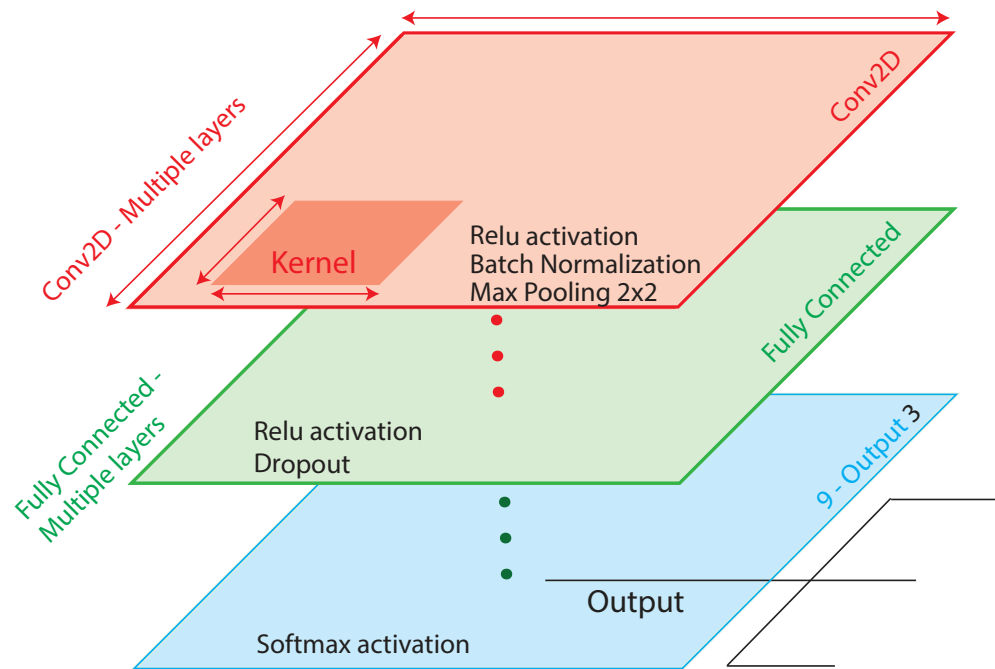 Conv2D - Multiple layers
Conv2D
Kernel
Relu activation
Batch Normalization
Max Pooling 2x2
Fully Connected -
Multiple layers
Fully Connected
Relu activation
Dropout
9 - Output 3
Output
Softmax activation